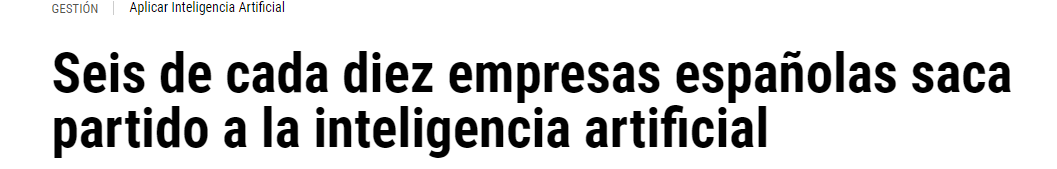 GESTIÓN | Aplicar Inteligencia Artificial
Seis de cada diez empresas españolas saca
partido a la inteligencia artificial